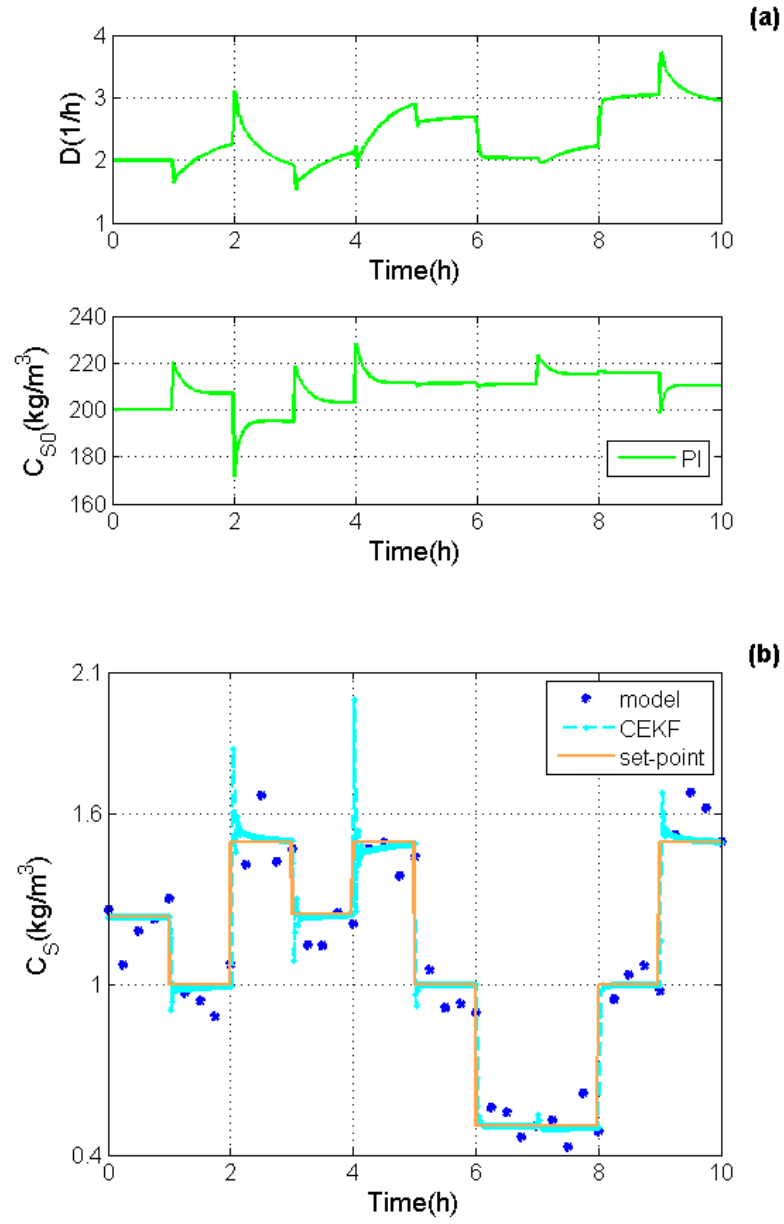 (a)
4
3
2
1
D(1/h)
0 2 4 6 8 10
Time(h)
240
220
200
180
160
C_S0(kg/m^3)
PI
0 2 4 6 8 10
Time(h)
(b)
2.1
1.6
1
0.4
C_S(kg/m^3)
model
CEKF
set-point
0 2 4 6 8 10
Time(h)